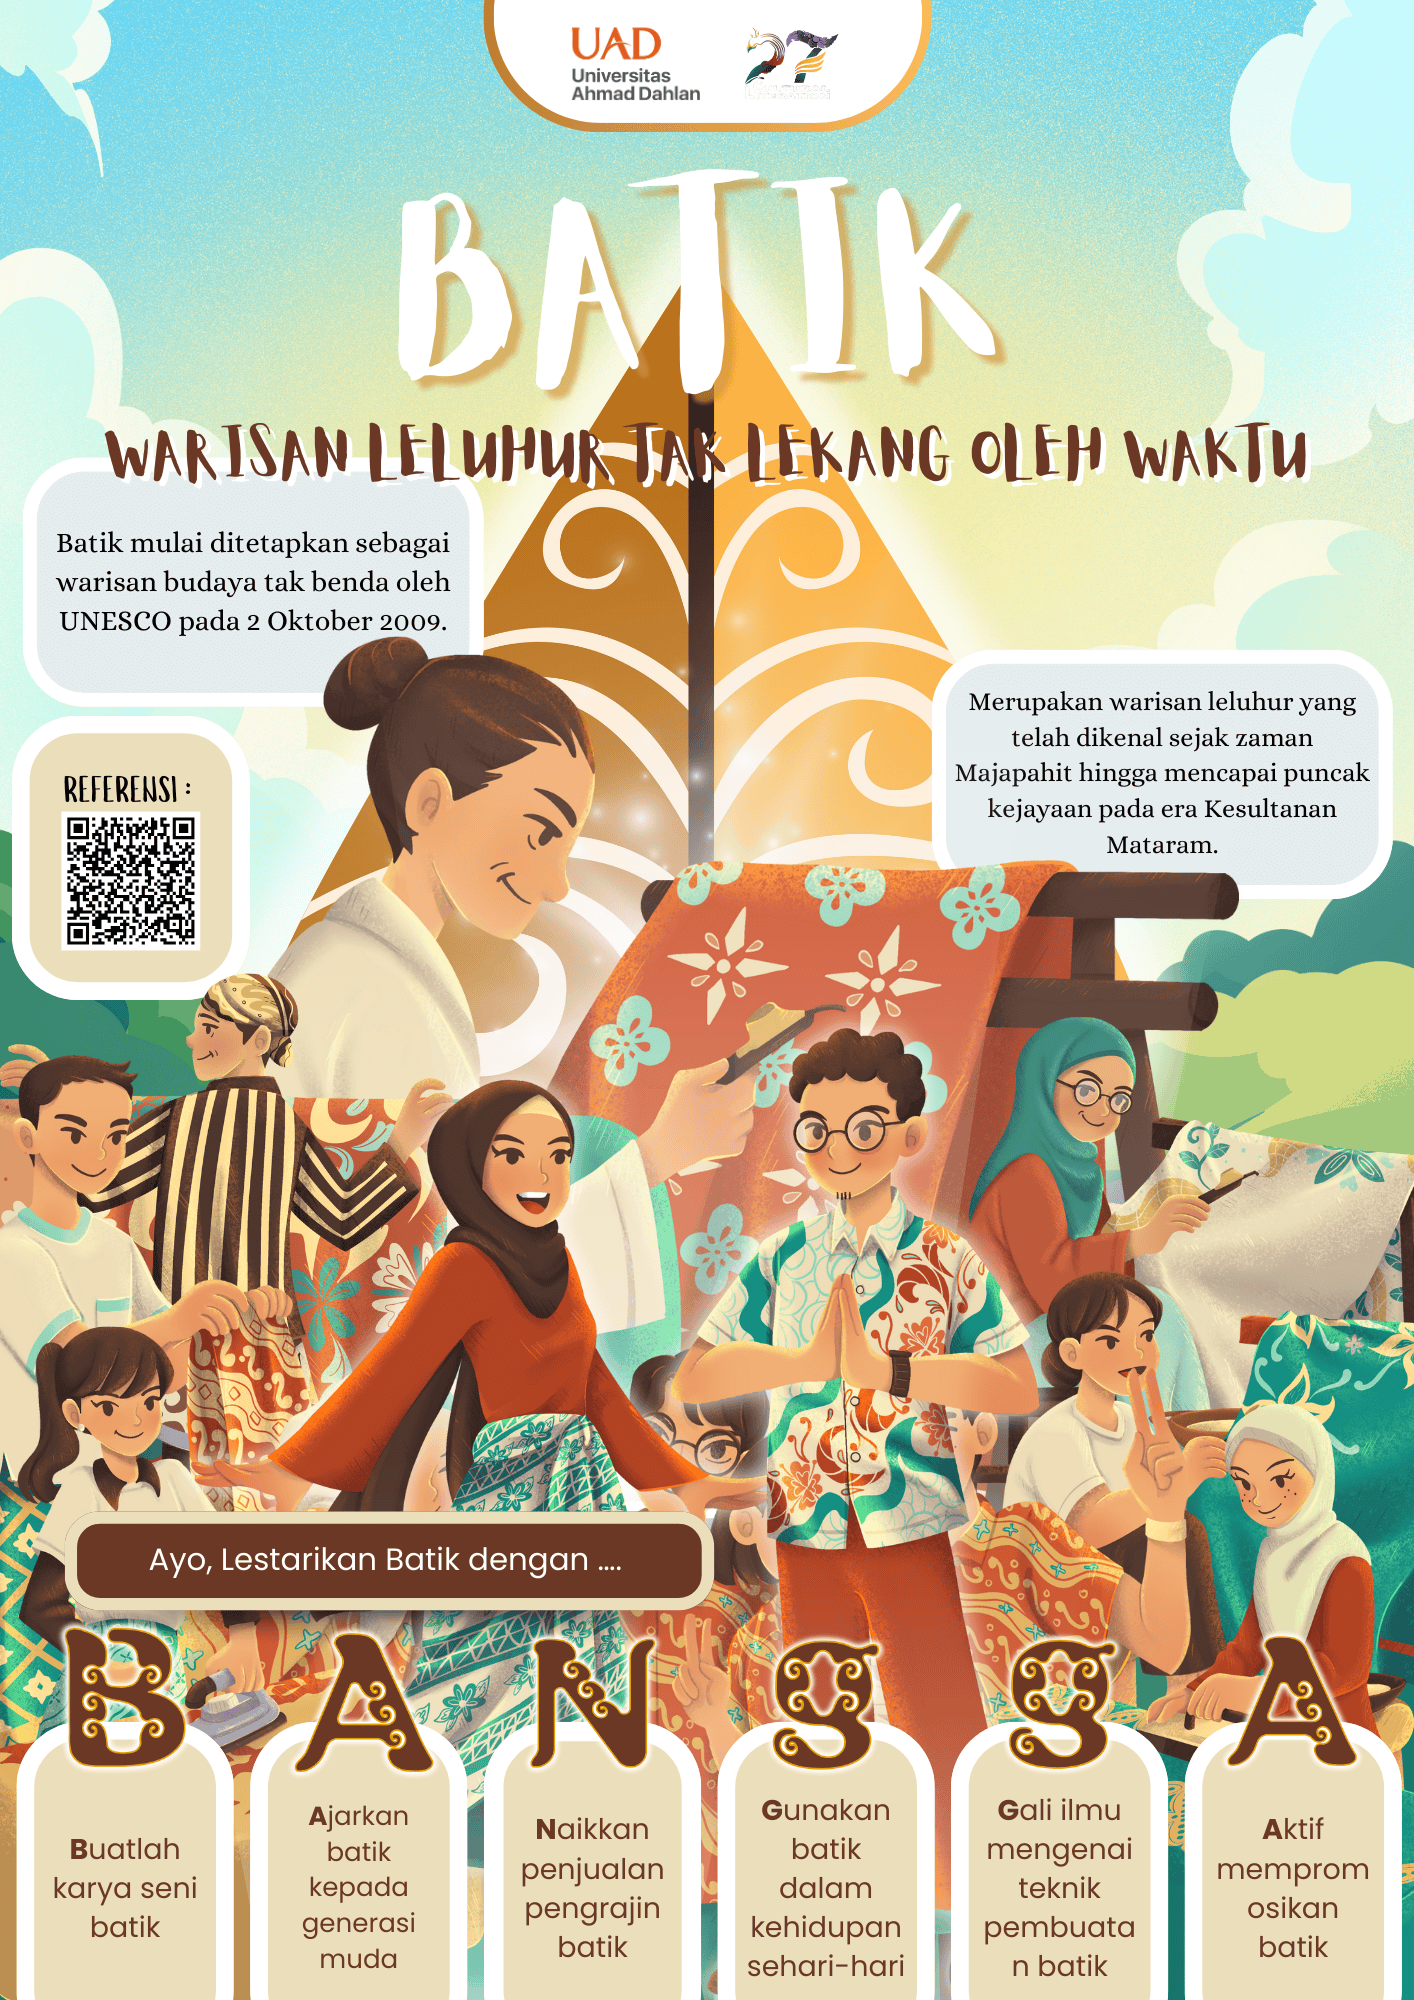 UAD
Universitas
Ahmad Dahlan
27
BATIK
WARISAN LELUHUR TAK LEKANG OLEH WAKTU
Batik mulai ditetapkan sebagai
warisan budaya tak benda oleh
UNESCO pada 2 Oktober 2009.
Merupakan warisan leluhur yang
telah dikenal sejak zaman
Majapahit hingga mencapai puncak
kejayaan pada era Kesultanan
Mataram.
REFERENSI :
Ayo, Lestarikan Batik dengan ....
BANggA
Buatlah
karya seni
batik
Ajarkan
batik
kepada
generasi
muda
Naikkan
penjualan
pengrajin
batik
Gunakan
batik
dalam
kehidupan
sehari-hari
Gali ilmu
mengenai
teknik
pembuata
n batik
Aktif
memprom
osikan
batik